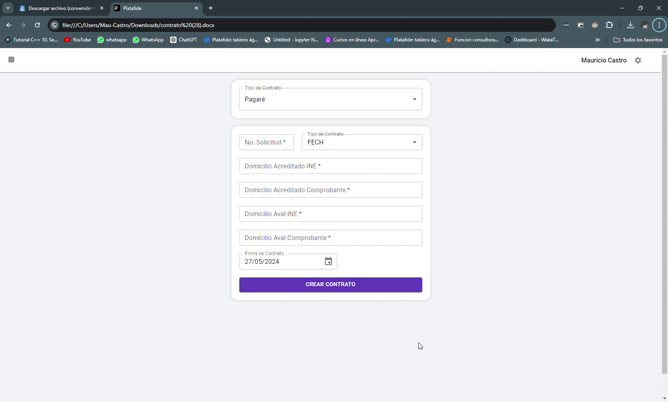 Descargar archivo (conversión
Platafide
file:///C:/Users/Mau-Castro/Downloads/contrato%20(28).docx
Tutorial C++ 10. Se...
YouTube
whatsapp
WhatsApp
ChatGPT
Platafide: tablero ág...
Untitled - Jupyter N...
Cursos en línea: Apr...
Platafide: tablero ág...
Funcion consultora...
Dashboard - WakaT...
Todos los favoritos
Mauricio Castro
Tipo de Contrato
Pagaré
No. Solicitud *
Tipo de Contrato
FECH
Domicilio Acreditado INE *
Domicilio Acreditado Comprobante *
Domicilio Aval INE *
Domicilio Aval Comprobante *
Firma de Contrato
27/05/2024
CREAR CONTRATO